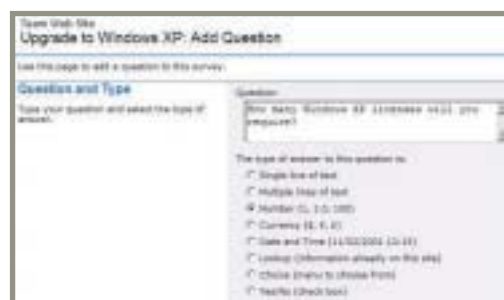 Team Web Site
Upgrade to Windows XP: Add Question
Use this page to add a question to this survey.
Question and Type
Type your question and select the type of
answer.
Question:
How many Windows XP licenses will you
require?
The type of answer to this question is:
Single line of text
Multiple lines of text
Number (1, 1.0, 100)
Currency ($, ¥, £)
Date and Time
Lookup (information already on this site)
Choice (menu to choose from)
Yes/No (check box)